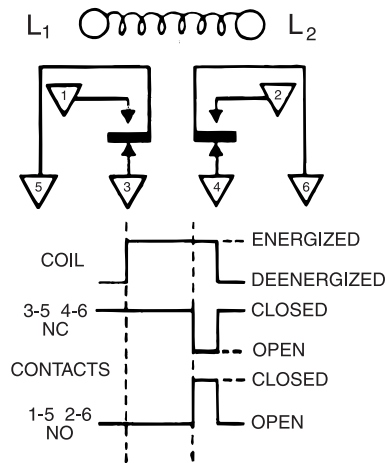 L1 L2
1 2
5 3 4 6
ENERGIZED
COIL
DEENERGIZED
3-5 4-6 CLOSED
NC
OPEN
CONTACTS
CLOSED
1-5 2-6 OPEN
NO